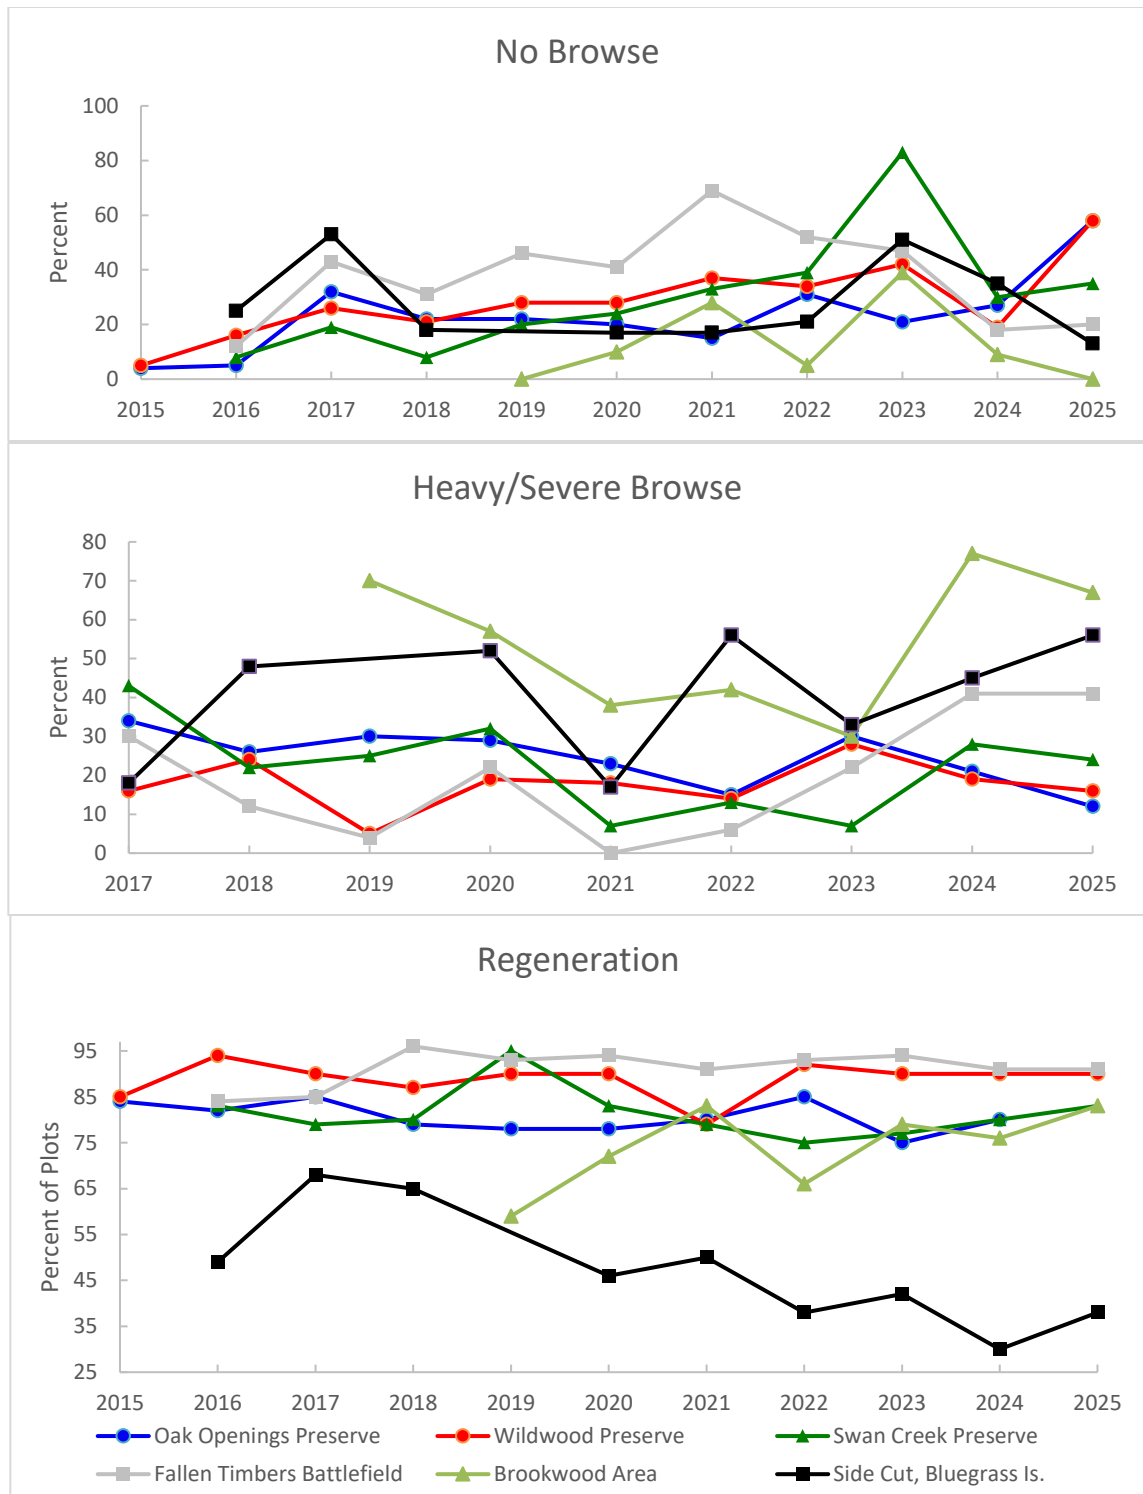 No Browse
Percent
100
80
60
40
20
0
2015 2016 2017 2018 2019 2020 2021 2022 2023 2024 2025
Heavy/Severe Browse
Percent
80
70
60
50
40
30
20
10
0
2017 2018 2019 2020 2021 2022 2023 2024 2025
Regeneration
Percent of Plots
95
85
75
65
55
45
35
25
2015 2016 2017 2018 2019 2020 2021 2022 2023 2024 2025
Oak Openings Preserve Wildwood Preserve Swan Creek Preserve
Fallen Timbers Battlefield Brookwood Area Side Cut, Bluegrass Is.